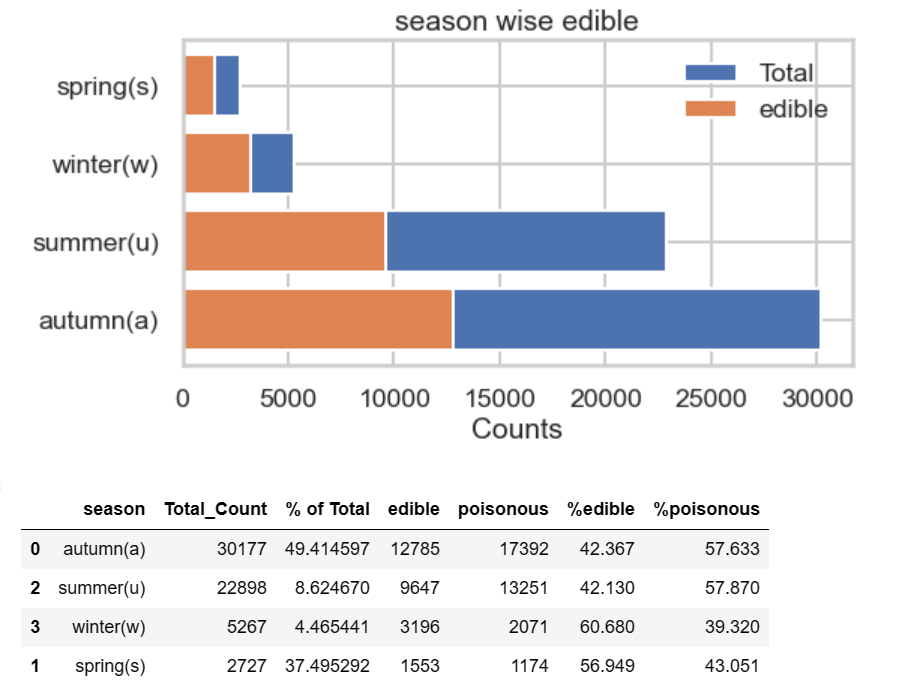 season wise edible
spring(s)
winter(w)
summer(u)
autumn(a)
Total
edible
0 5000 10000 15000 20000 25000 30000
Counts
season Total_Count % of Total edible poisonous %edible %poisonous
0 autumn(a) 30177 49.414597 12785 17392 42.367 57.633
2 summer(u) 22898 8.624670 9647 13251 42.130 57.870
3 winter(w) 5267 4.465441 3196 2071 60.680 39.320
1 spring(s) 2727 37.495292 1553 1174 56.949 43.051